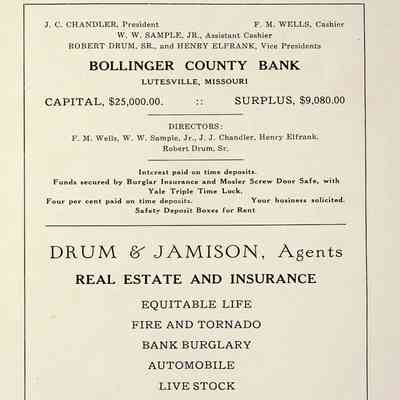 J. C. CHANDLER, President F. M. WELLS, Cashier
W. W. SAMPLE, JR., Assistant Cashier
ROBERT DRUM, SR., and HENRY ELFRANK, Vice Presidents
BOLLINGER COUNTY BANK
LUTESVILLE, MISSOURI
CAPITAL, $25,000.00. :: SURPLUS, $9,080.00
DIRECTORS:
F. M. Wells, W. W. Sample, Jr., J. J. Chandler, Henry Elfrank,
Robert Drum, Sr.
Interest paid on time deposits.
Funds secured by Burglar Insurance and Mosler Screw Door Safe, with
Yale Triple Time Lock.
Four per cent paid on time deposits. Your business solicited.
Safety Deposit Boxes for Rent
DRUM & JAMISON, Agents
REAL ESTATE AND INSURANCE
EQUITABLE LIFE
FIRE AND TORNADO
BANK BURGLARY
AUTOMOBILE
LIVE STOCK